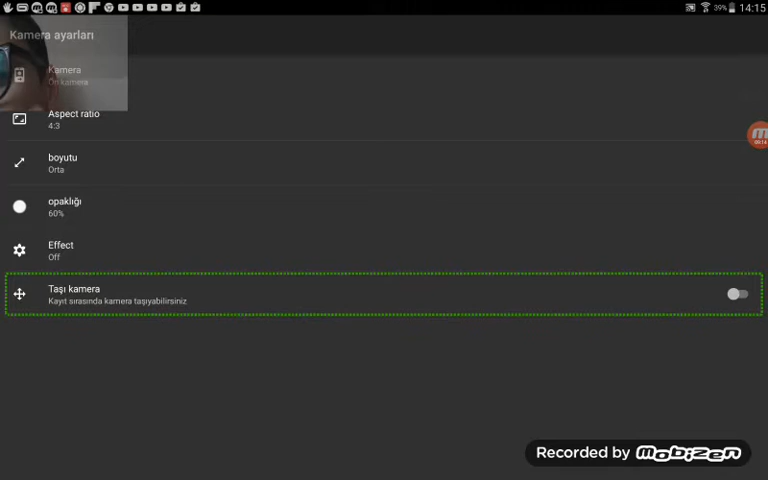 39% 14:15
Kamera ayarları
Kamera
Ön kamera
Aspect ratio
4:3
boyutu
Orta
opaklığı
60%
Effect
Off
Taşı kamera
Kayıt sırasında kamera taşıyabilirsiniz
Recorded by mobizen